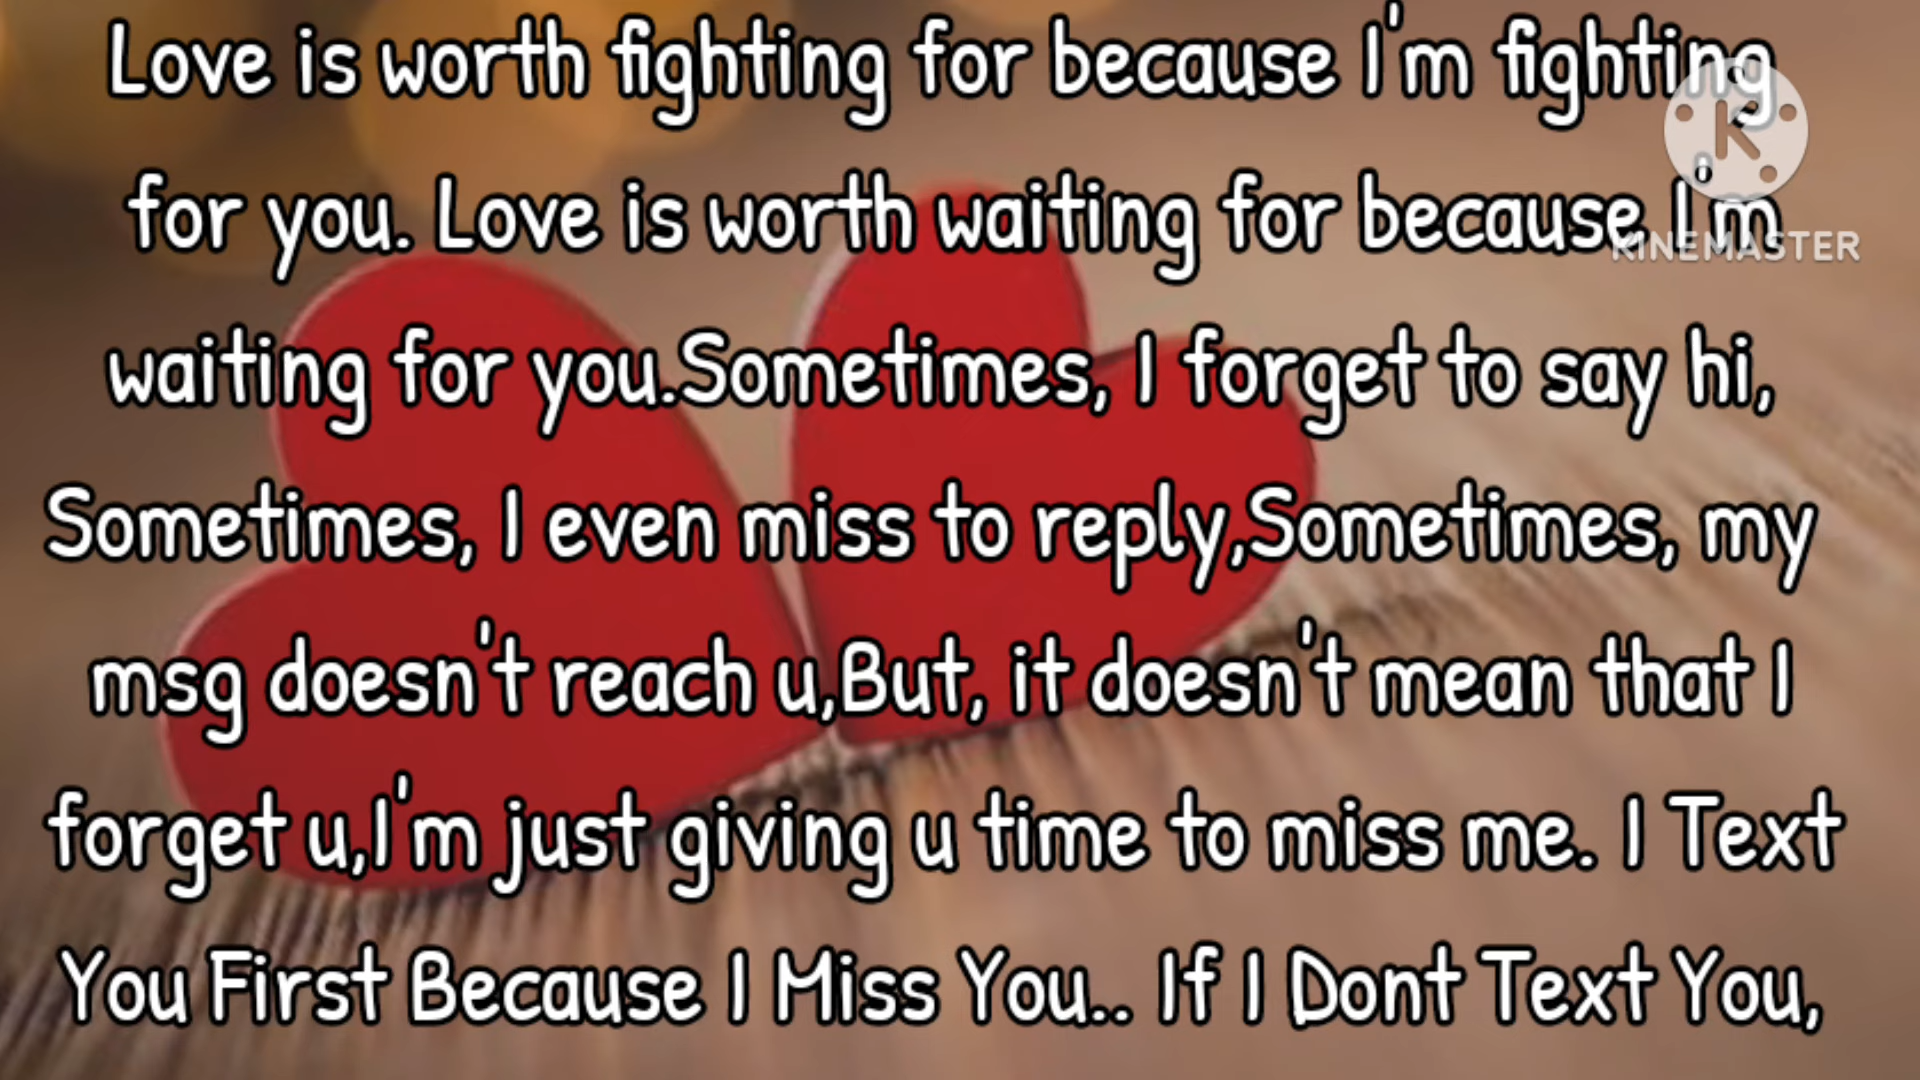 Love is worth fighting for because I'm fighting
for you. Love is worth waiting for because I'm
waiting for you.Sometimes, I forget to say hi,
Sometimes, I even miss to reply,Sometimes, my
msg doesn't reach u,But, it doesn't mean that I
forget u,I'm just giving u time to miss me. I Text
You First Because I Miss You.. If I Dont Text You,
K
KINEMASTER